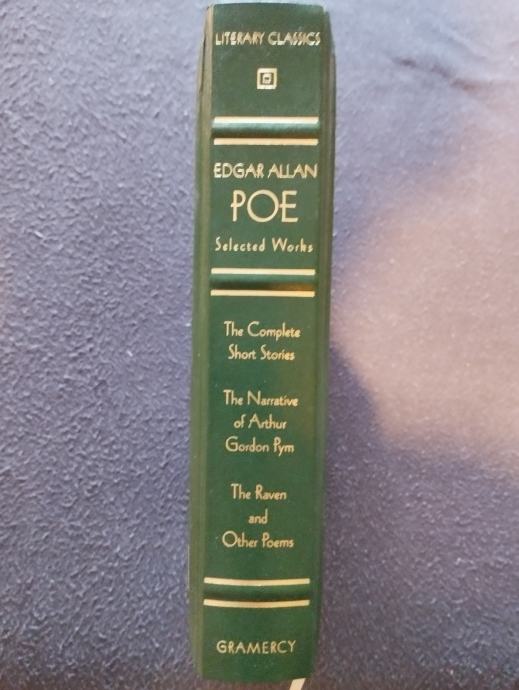 LITERARY CLASSICS
EDGAR ALLAN
POE
Selected Works
The Complete
Short Stories
The Narrative
of Arthur
Gordon Pym
The Raven
and
Other Poems
GRAMERCY